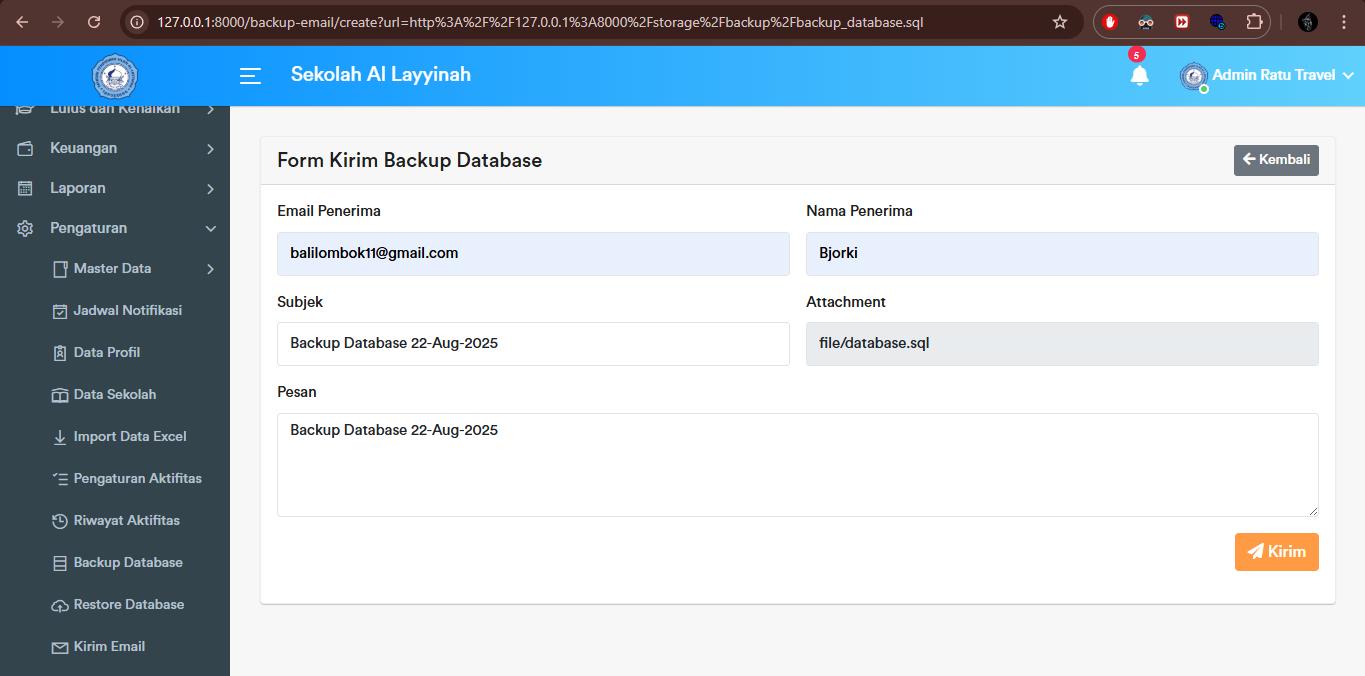 127.0.0.1:8000/backup-email/create?url=http%3A%2F%2F127.0.0.1%3A8000%2Fstorage%2Fbackup%2Fbackup_database.sql
Sekolah Al Layyinah
5
Admin Ratu Travel
Lulus dan Kenaikan
Keuangan
Laporan
Pengaturan
Master Data
Jadwal Notifikasi
Data Profil
Data Sekolah
Import Data Excel
Pengaturan Aktifitas
Riwayat Aktifitas
Backup Database
Restore Database
Kirim Email
Form Kirim Backup Database
Kembali
Email Penerima
Nama Penerima
balilombok11@gmail.com
Bjorki
Subjek
Attachment
Backup Database 22-Aug-2025
file/database.sql
Pesan
Backup Database 22-Aug-2025
Kirim